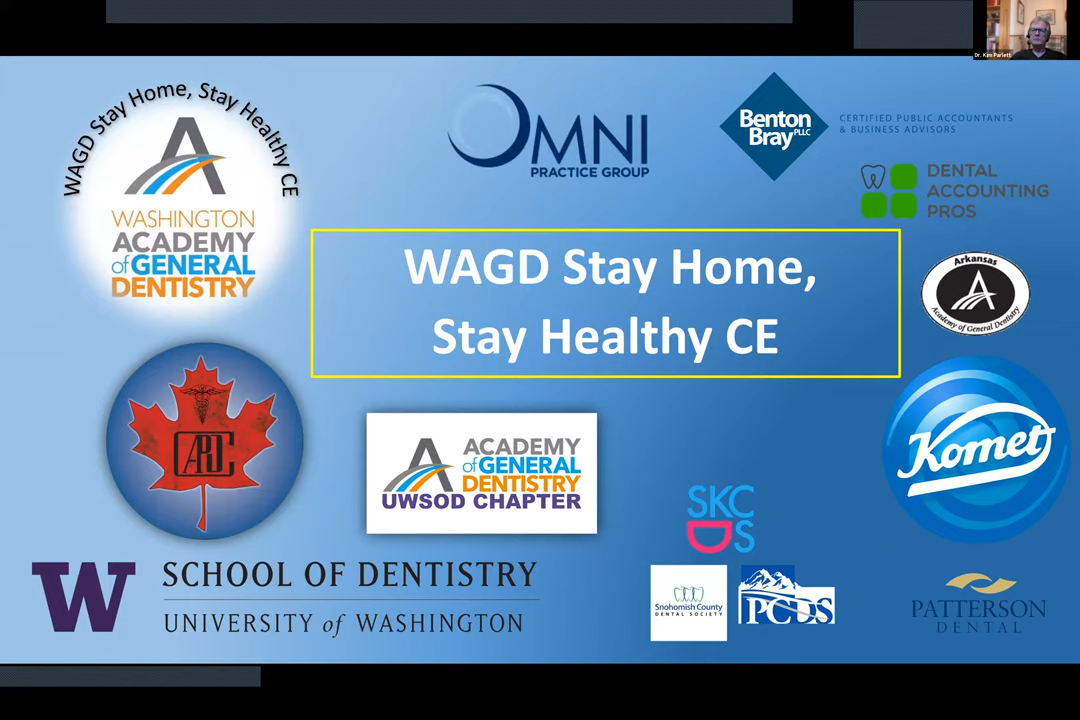 Dr. Kim Parlett
WAGD Stay Home, Stay Healthy CE
WASHINGTON
ACADEMY
of GENERAL
DENTISTRY
OMNI
PRACTICE GROUP
Benton
Bray PLLC
CERTIFIED PUBLIC ACCOUNTANTS
& BUSINESS ADVISORS
DENTAL
ACCOUNTING
PROS
WAGD Stay Home,
Stay Healthy CE
Arkansas
Academy of General Dentistry
ACADEMY
of GENERAL
DENTISTRY
UWSOD CHAPTER
Komet
SKC
DS
W SCHOOL OF DENTISTRY
UNIVERSITY of WASHINGTON
Snohomish County
DENTAL SOCIETY
PCDS
PATTERSON
DENTAL